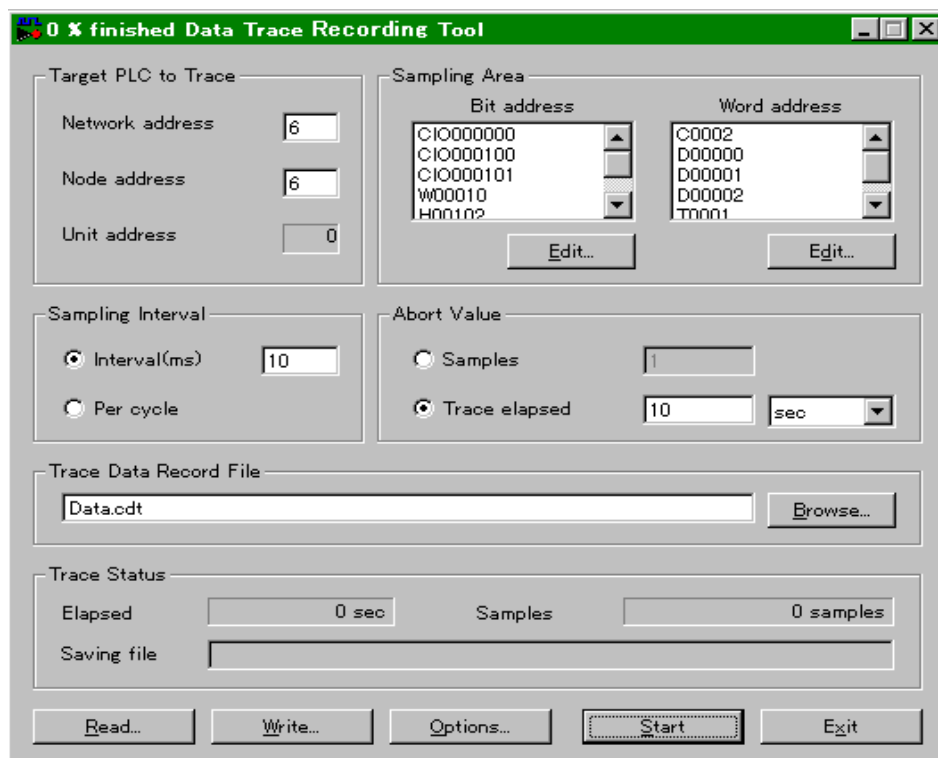 0 % finished Data Trace Recording Tool
Target PLC to Trace
Network address 6
Node address 6
Unit address 0
Sampling Area
Bit address
CIO000000
CIO000100
CIO000101
W00010
H00102
Edit...
Word address
C0002
D00000
D00001
D00002
T0001
Edit...
Sampling Interval
Interval(ms) 10
Per cycle
Abort Value
Samples 1
Trace elapsed 10 sec
Trace Data Record File
Data.cdt Browse...
Trace Status
Elapsed 0 sec Samples 0 samples
Saving file
Read... Write... Options... Start Exit